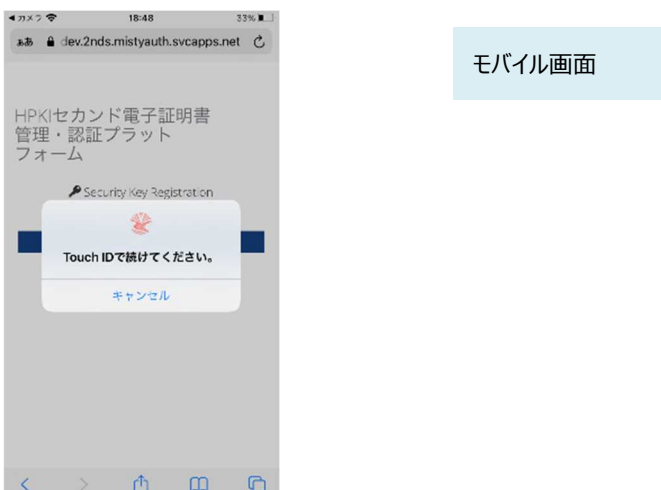 カメラ 18:48 33%
ああ dev.2nds.mistyauth.svcapps.net
モバイル画面
HPKIセカンド電子証明書
管理・認証プラット
フォーム
Security Key Registration
Touch IDで続けてください。
キャンセル